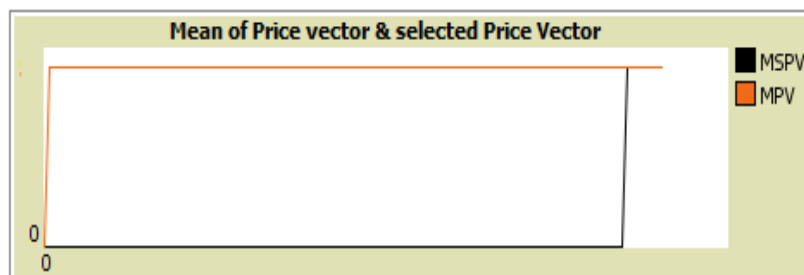 Mean of Price vector & selected Price Vector
MSPV
MPV
0
0